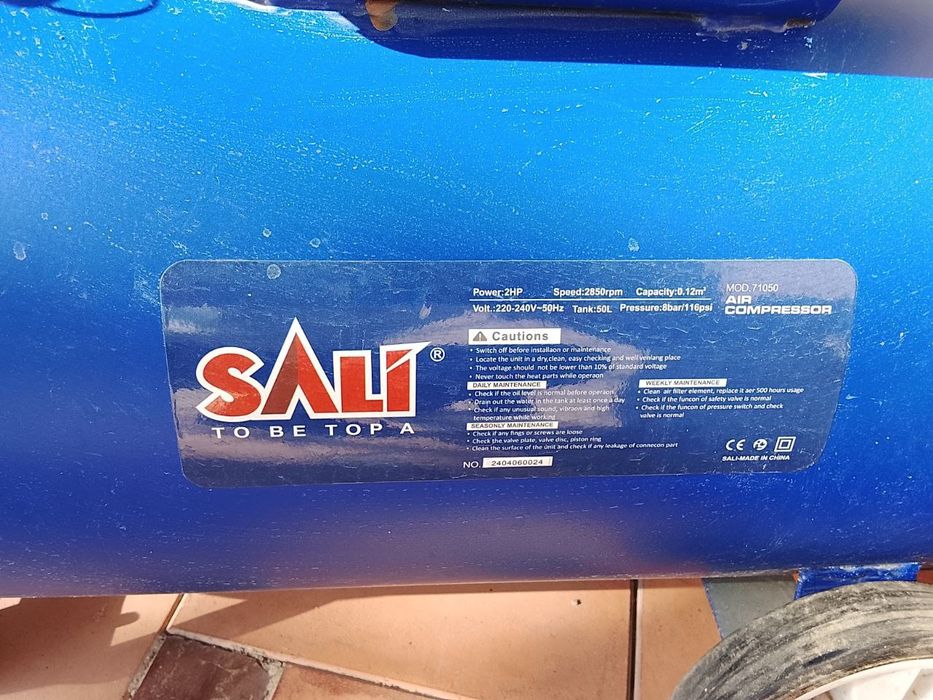 SALI ®
TO BE TOP A
Power:2HP Speed:2850rpm Capacity:0.12m³
Volt.:220-240V~50Hz Tank:50L Pressure:8bar/116psi
MOD.71050
AIR
COMPRESSOR
Cautions
• Switch off before installaon or maintenance
• Locate the unit in a dry,clean, easy checking and well venlang place
• The voltage should not be lower than 10% of standard voltage
• Never touch the heat parts while operaon
DAILY MAINTENANCE
• Check if the oil level is normal before operaon
• Drain out the water in the tank at least once a day
• Check if any unusual sound, vibraon and high
temperature while working
SEASONLY MAINTENANCE
• Check if any fings or screws are loose
• Check the valve plate, valve disc, piston ring
• Clean the surface of the unit and check if any leakage of connecon part
WEEKLY MAINTENANCE
• Clean air filter element, replace it aer 500 hours usage
• Check if the funcon of safety valve is normal
• Check if the funcon of pressure switch and check
valve is normal
NO. 2404060024
CE
SALI-MADE IN CHINA